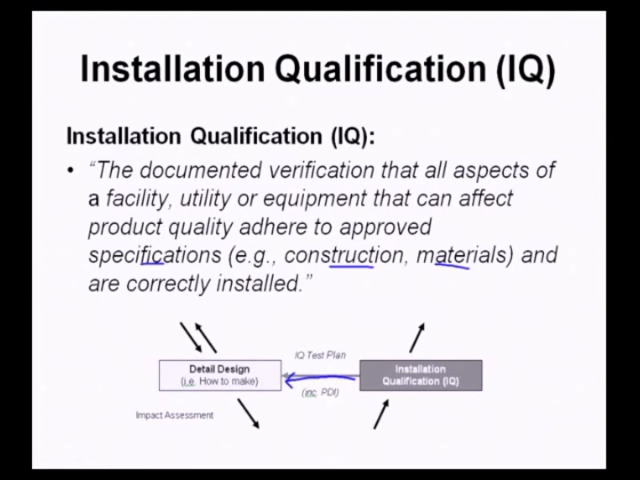 Installation Qualification (IQ)
Installation Qualification (IQ):
• “The documented verification that all aspects of
a facility, utility or equipment that can affect
product quality adhere to approved
specifications (e.g., construction, materials) and
are correctly installed.”
IQ Test Plan
Detail Design
(i.e. How to make)
Installation
Qualification (IQ)
(inc. PDI)
Impact Assessment